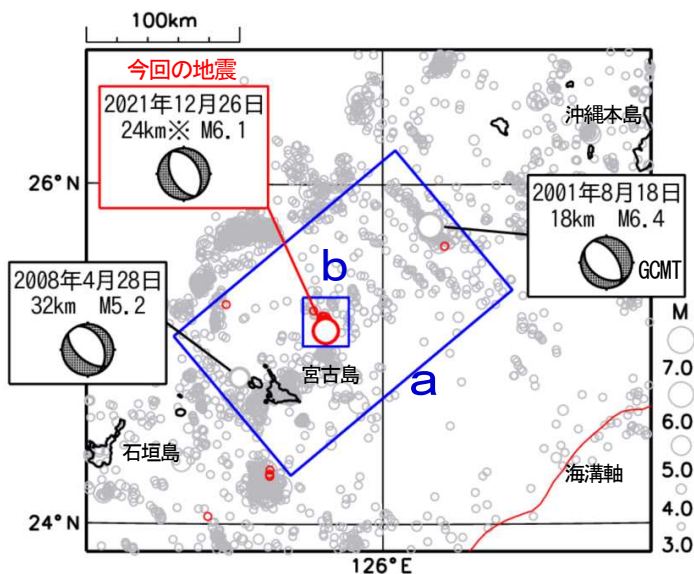 100km
今回の地震
2021年12月26日
24km※ M6.1
沖縄本島
26°N
2001年8月18日
18km M6.4
GCMT
b
2008年4月28日
32km M5.2
M
宮古島
a
7.0
6.0
石垣島
海溝軸
5.0
4.0
24°N
3.0
126°E